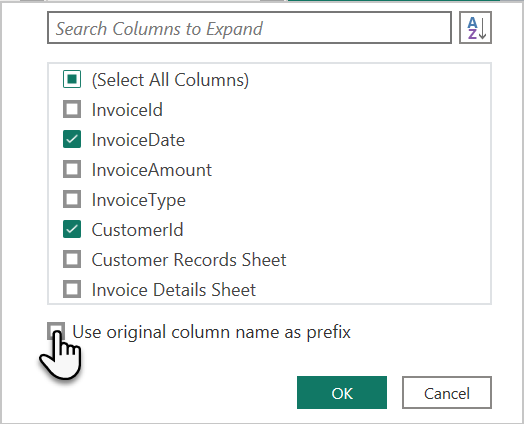 Search Columns to Expand
A
Z
(Select All Columns)
InvoiceId
InvoiceDate
InvoiceAmount
InvoiceType
CustomerId
Customer Records Sheet
Invoice Details Sheet
Use original column name as prefix
OK
Cancel